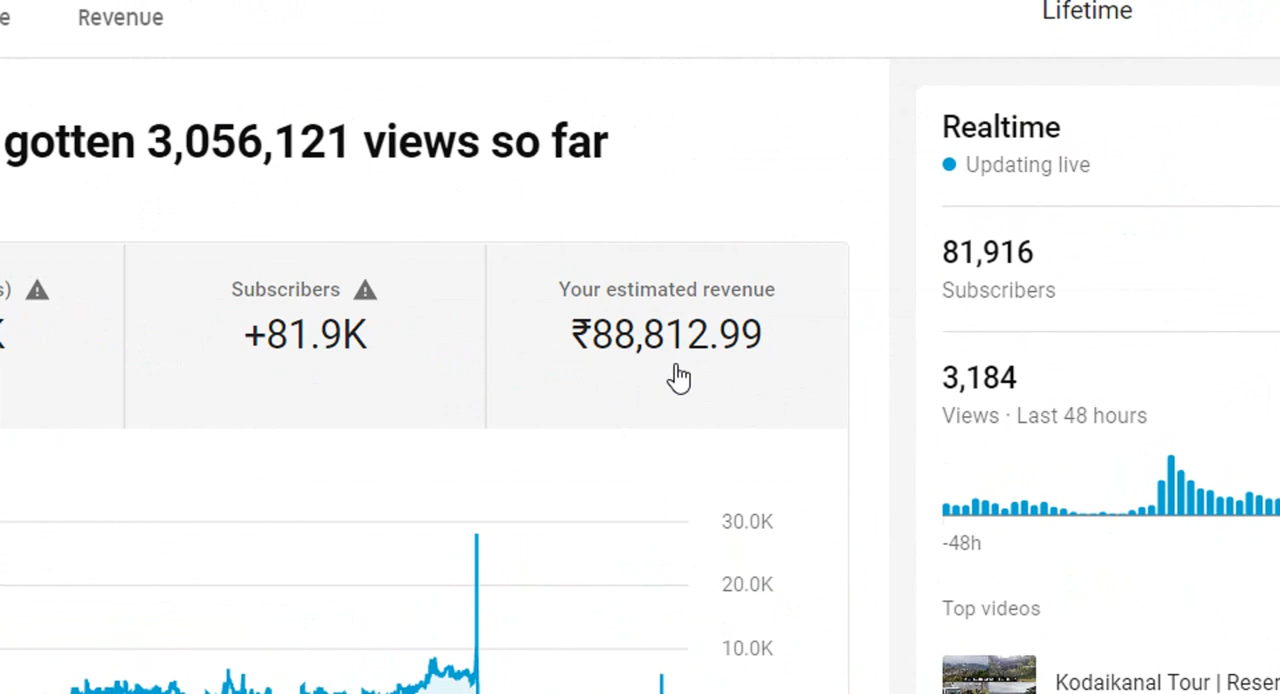 Revenue
Lifetime
gotten 3,056,121 views so far
Realtime
Updating live
81,916
Subscribers
Subscribers
+81.9K
Your estimated revenue
₹88,812.99
3,184
Views · Last 48 hours
30.0K
20.0K
10.0K
-48h
Top videos
Kodaikanal Tour |